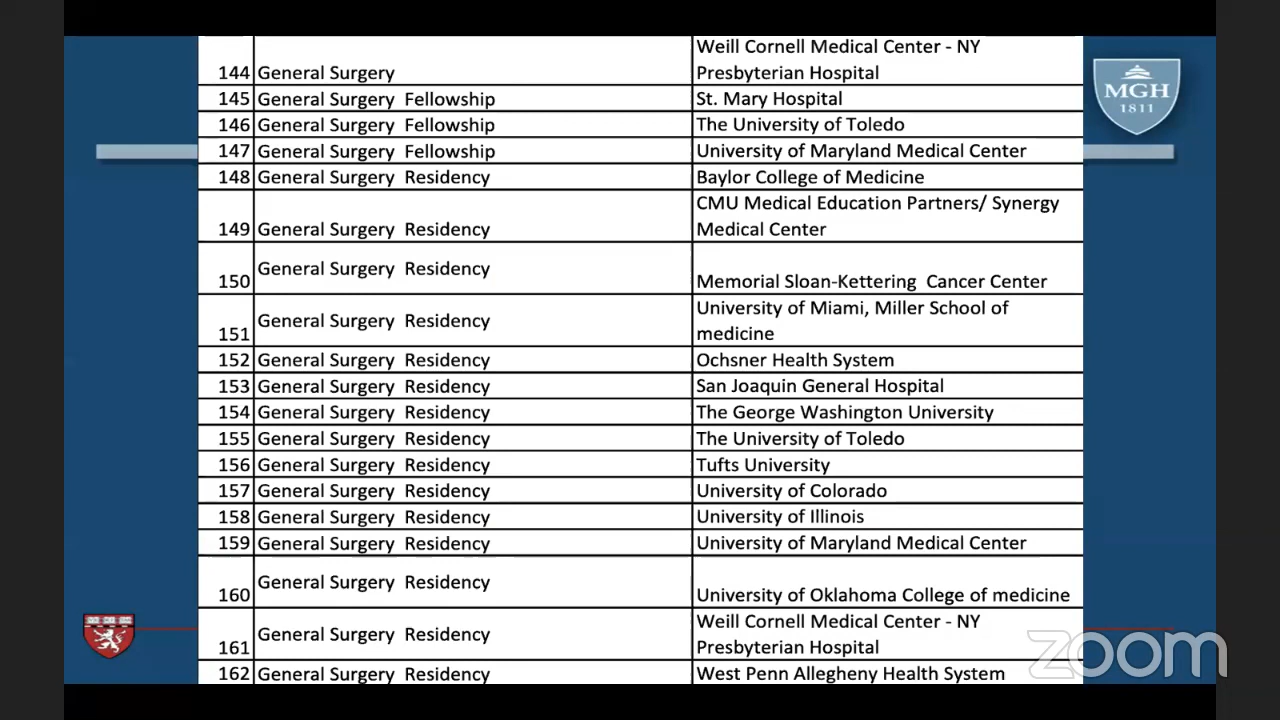 Weill Cornell Medical Center - NY
144 General Surgery Presbyterian Hospital
145 General Surgery Fellowship St. Mary Hospital
146 General Surgery Fellowship The University of Toledo
147 General Surgery Fellowship University of Maryland Medical Center
148 General Surgery Residency Baylor College of Medicine
CMU Medical Education Partners/ Synergy
149 General Surgery Residency Medical Center
General Surgery Residency
150 Memorial Sloan-Kettering Cancer Center
University of Miami, Miller School of
General Surgery Residency
151 medicine
152 General Surgery Residency Ochsner Health System
153 General Surgery Residency San Joaquin General Hospital
154 General Surgery Residency The George Washington University
155 General Surgery Residency The University of Toledo
156 General Surgery Residency Tufts University
157 General Surgery Residency University of Colorado
158 General Surgery Residency University of Illinois
159 General Surgery Residency University of Maryland Medical Center
General Surgery Residency
160 University of Oklahoma College of medicine
Weill Cornell Medical Center - NY
General Surgery Residency
161 Presbyterian Hospital
162 General Surgery Residency West Penn Allegheny Health System
MGH
1811
zoom